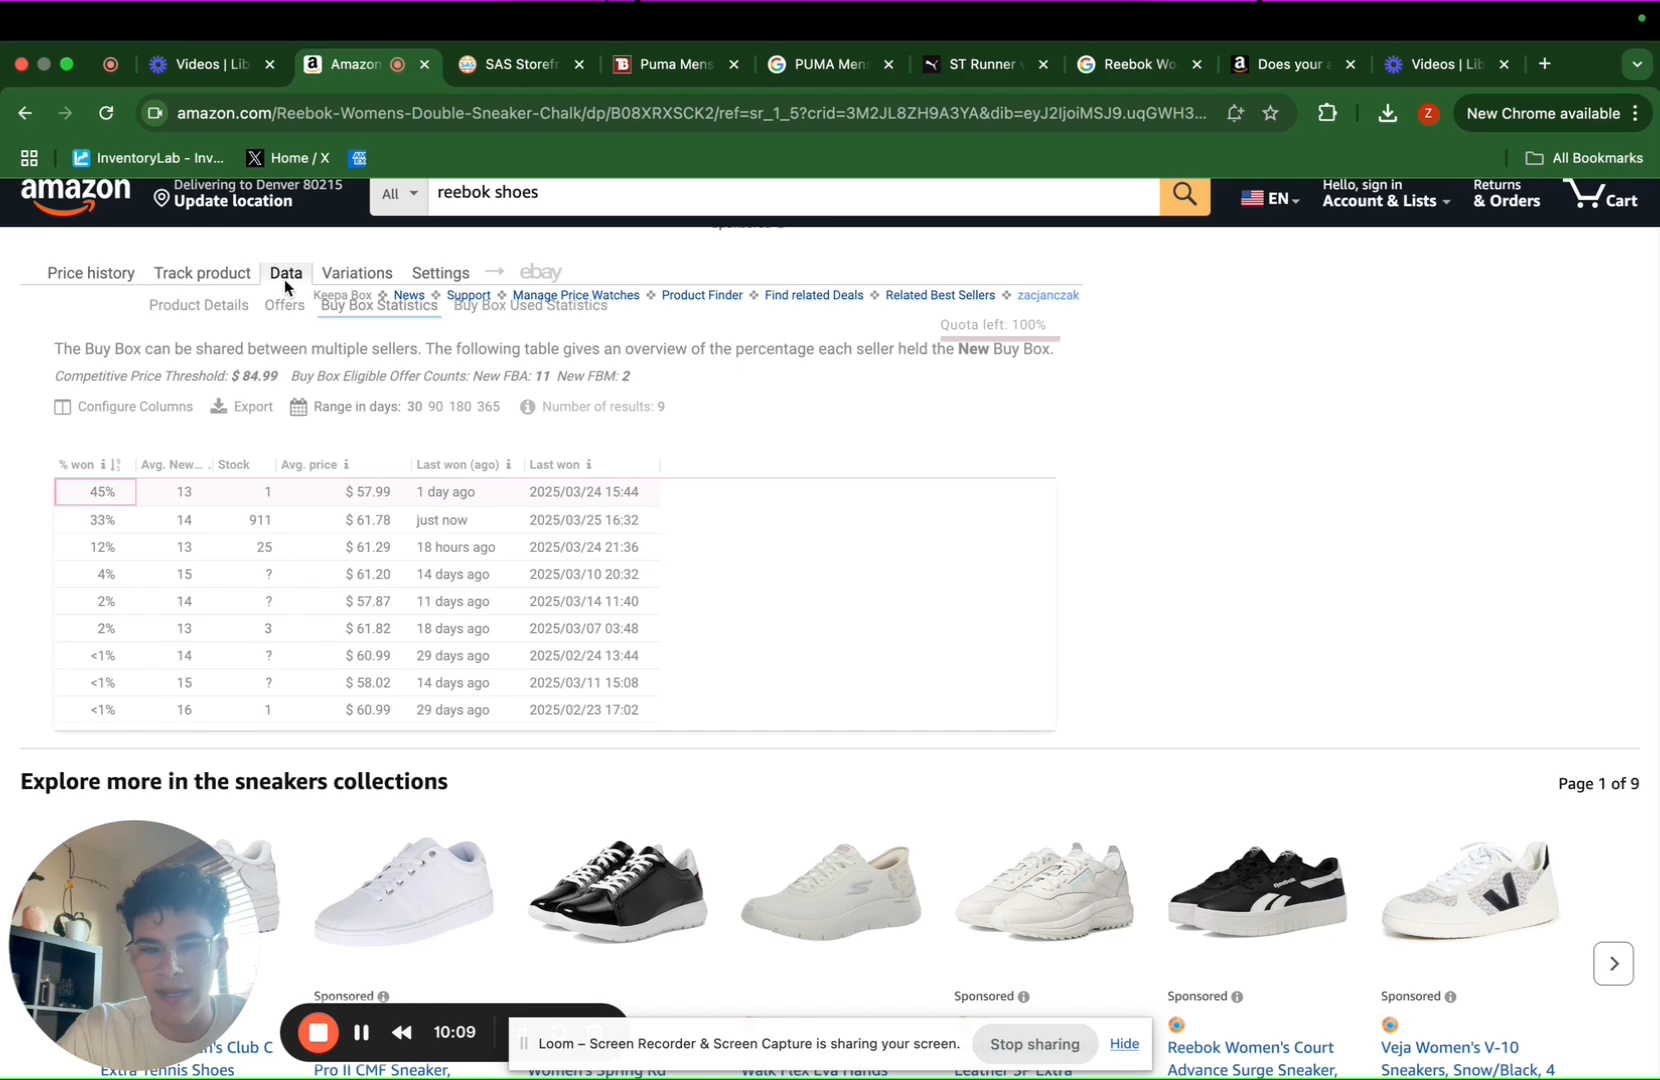 Videos | Lib
Amazon
SAS Storefr
Puma Mens
PUMA Men
ST Runner
Reebok Wo
Does your a
Videos | Lib
amazon.com/Reebok-Womens-Double-Sneaker-Chalk/dp/B08XRXSCK2/ref=sr_1_5?crid=3M2JL8ZH9A3YA&dib=eyJ2IjoiMSJ9.uqGWH3...
Z
New Chrome available
InventoryLab - Inv...
Home / X
All Bookmarks
amazon
Delivering to Denver 80215
Update location
All
reebok shoes
EN
Hello, sign in
Account & Lists
Returns
& Orders
Cart
Price history
Track product
Data
Variations
Settings
ebay
Keepa Box
News
Support
Manage Price Watches
Product Finder
Find related Deals
Related Best Sellers
zacjanczak
Product Details
Offers
Buy Box Statistics
Buy Box Used Statistics
Quota left: 100%
The Buy Box can be shared between multiple sellers. The following table gives an overview of the percentage each seller held the New Buy Box.
Competitive Price Threshold: $ 84.99 Buy Box Eligible Offer Counts: New FBA: 11 New FBM: 2
Configure Columns
Export
Range in days: 30 90 180 365
Number of results: 9
% won Avg. New... Stock Avg. price Last won (ago) Last won
45% 13 1 $ 57.99 1 day ago 2025/03/24 15:44
33% 14 911 $ 61.78 just now 2025/03/25 16:32
12% 13 25 $ 61.29 18 hours ago 2025/03/24 21:36
4% 15 ? $ 61.20 14 days ago 2025/03/10 20:32
2% 14 ? $ 57.87 11 days ago 2025/03/14 11:40
2% 13 3 $ 61.82 18 days ago 2025/03/07 03:48
<1% 14 ? $ 60.99 29 days ago 2025/02/24 13:44
<1% 15 ? $ 58.02 14 days ago 2025/03/11 15:08
<1% 16 1 $ 60.99 29 days ago 2025/02/23 17:02
Explore more in the sneakers collections
Page 1 of 9
Sponsored
Sponsored
Sponsored
Sponsored
10:09
Loom – Screen Recorder & Screen Capture is sharing your screen.
Stop sharing
Hide
n's Club C
Extra Tennis Shoes
Pro II CMF Sneaker,
Women's Spring Rd
Walk Flex Eva Hands
Leather SP Extra
Reebok Women's Court
Advance Surge Sneaker,
Veja Women's V-10
Sneakers, Snow/Black, 4